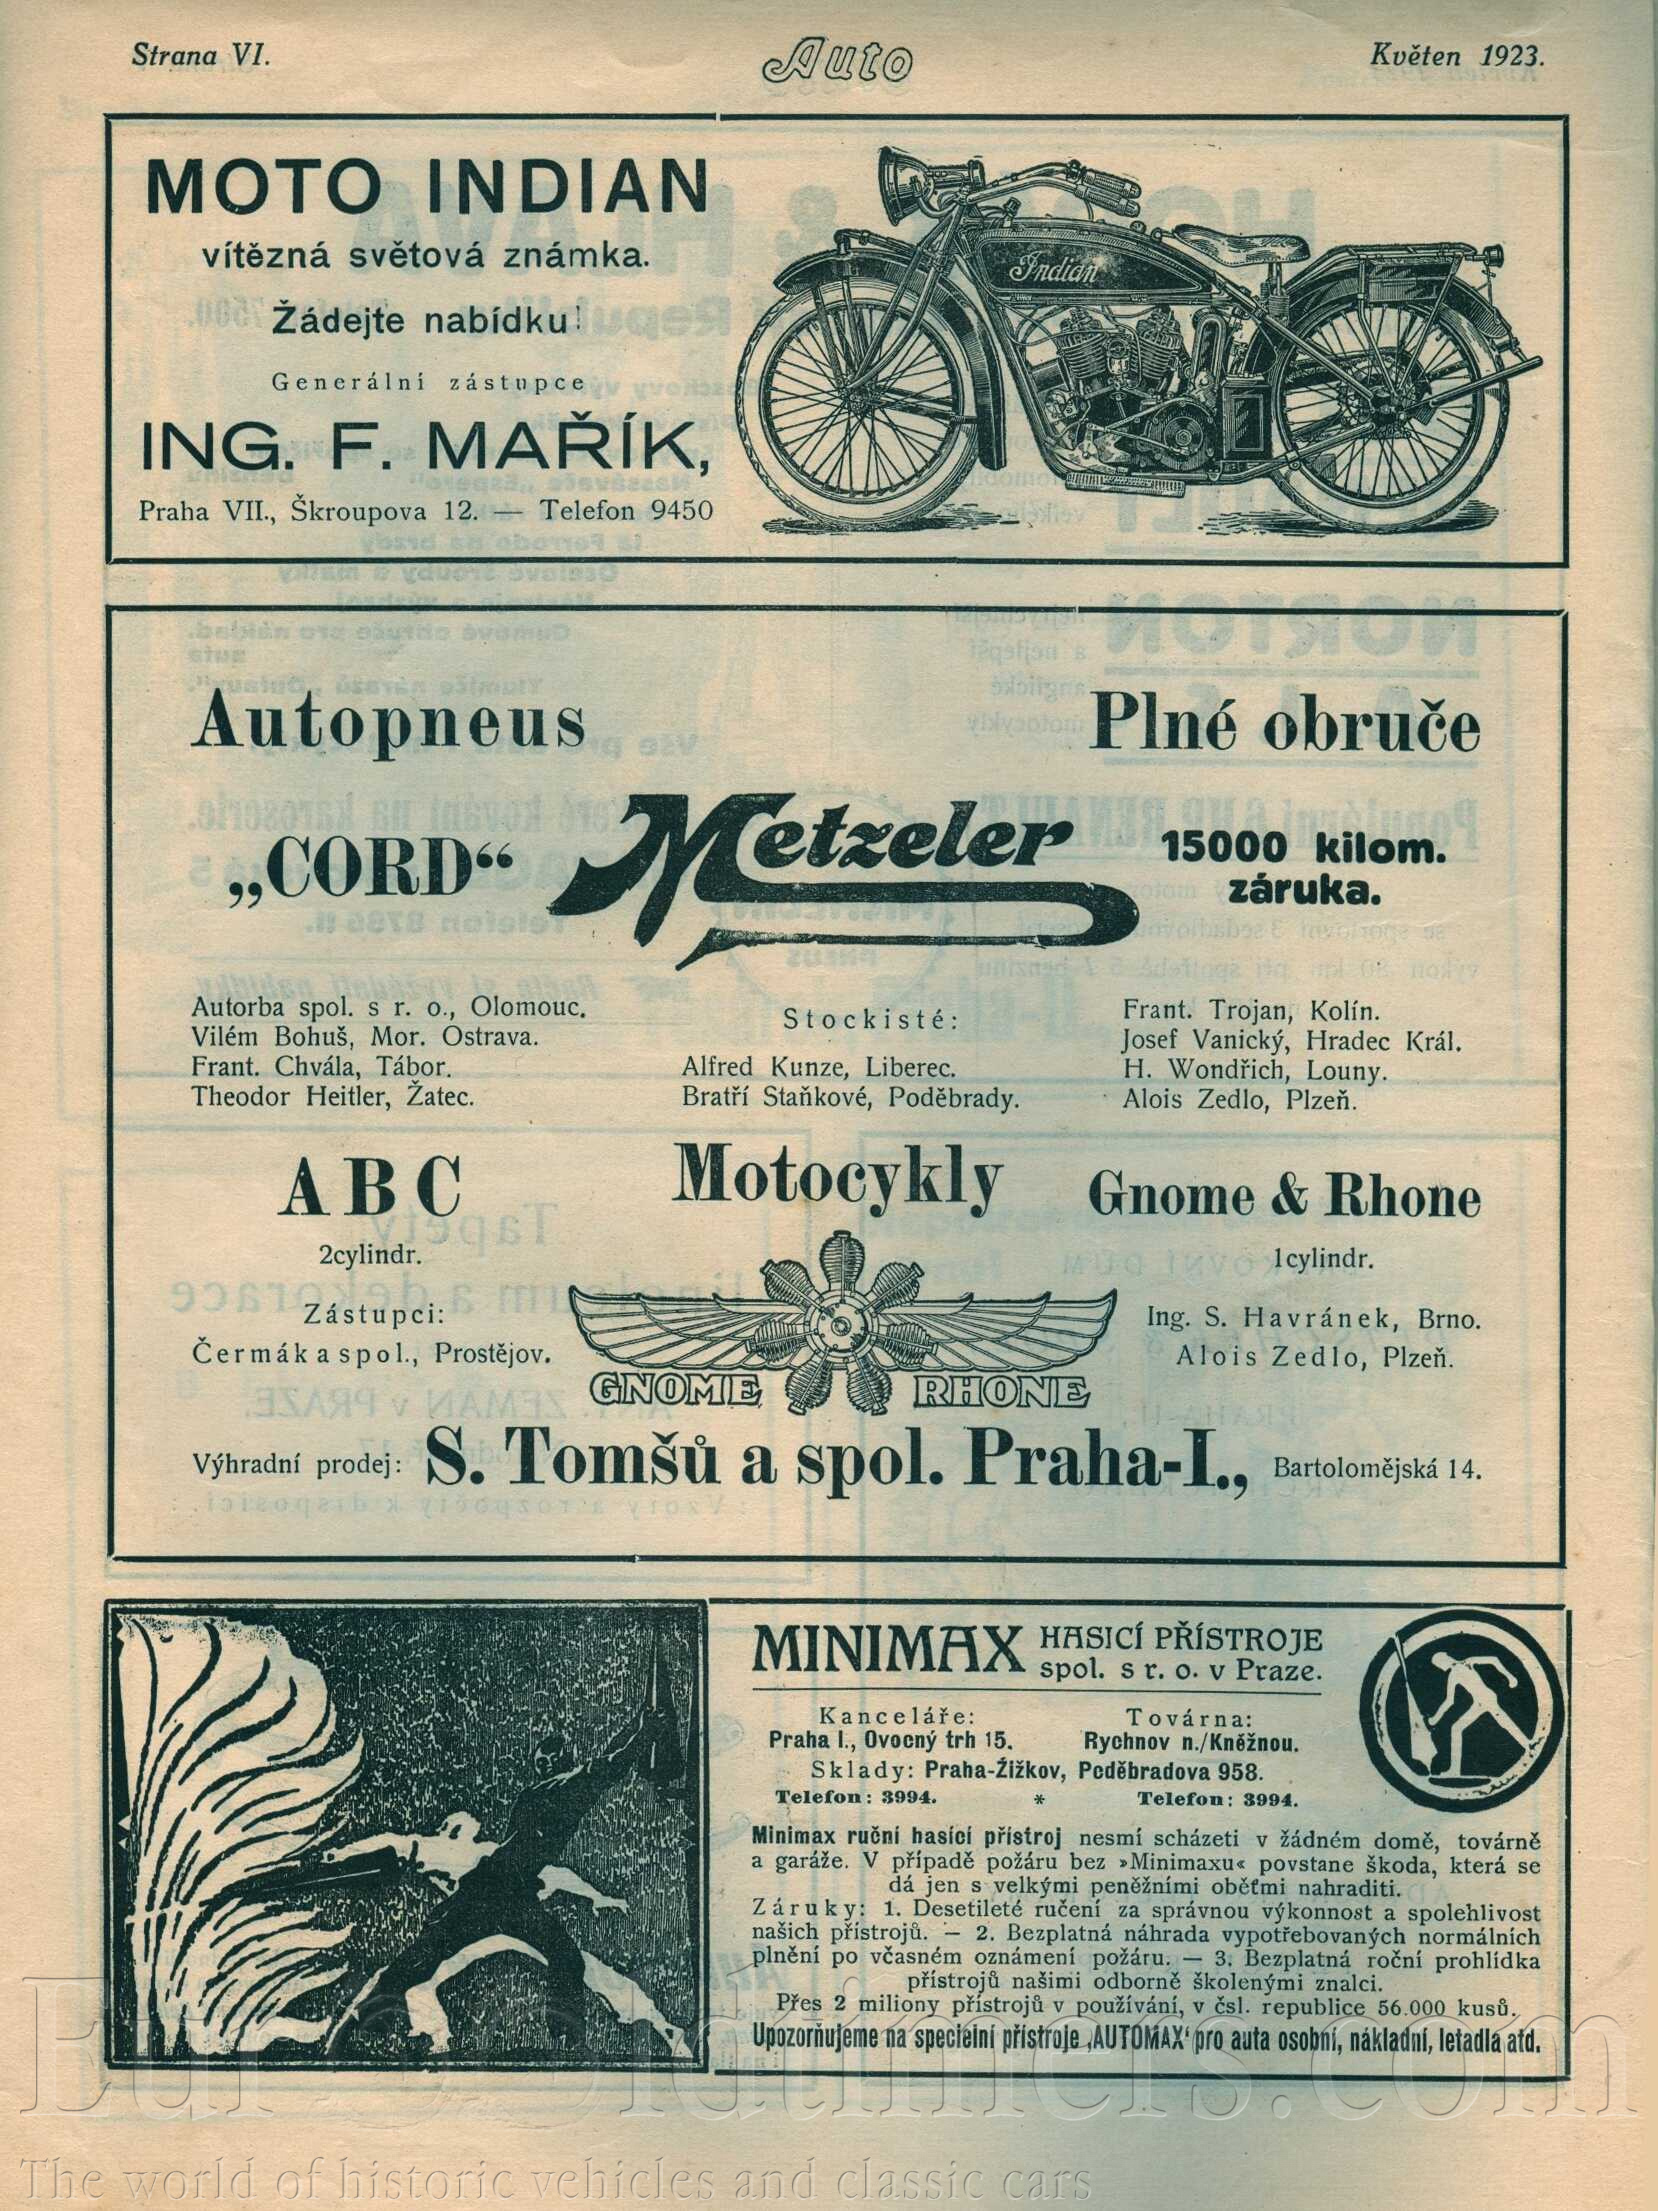 Strana VI.
Auto
Květen 1923.
MOTO INDIAN
vítězná světová známka.
Žádejte nabídku!
Generální zástupce
ING. F. MAŘÍK,
Praha VII., Škroupova 12. — Telefon 9450
Indian
Autopneus
Plné obruče
„CORD“
Metzeler
15000 kilom.
záruka.
Autorba spol. s r. o., Olomouc.
Vilém Bohuš, Mor. Ostrava.
Frant. Chvála, Tábor.
Theodor Heitler, Žatec.
Stockisté:
Alfred Kunze, Liberec.
Bratří Staňkové, Poděbrady.
Frant. Trojan, Kolín.
Josef Vanický, Hradec Král.
H. Wondřich, Louny.
Alois Zedlo, Plzeň.
ABC
2cylindr.
Zástupci:
Čermák a spol., Prostějov.
Motocykly
GNOME RHONE
Gnome & Rhone
1cylindr.
Ing. S. Havránek, Brno.
Alois Zedlo, Plzeň.
Výhradní prodej: S. Tomšů a spol. Praha-I., Bartolomějská 14.
MINIMAX HASICÍ PŘÍSTROJE
spol. s r. o. v Praze.
Kanceláře:
Praha I., Ovocný trh 15.
Továrna:
Rychnov n./Kněžnou.
Sklady: Praha-Žižkov, Pcděbradova 958.
Telefon: 3994. * Telefon: 3994.
Minimax ruční hasící přístroj nesmí scházeti v žádném domě, továrně
a garáže. V případě požáru bez »Minimaxu« povstane škoda, která se
dá jen s velkými peněžními oběťmi nahraditi.
Záruky: 1. Desetileté ručení za správnou výkonnost a spolehlivost
našich přístrojů. — 2. Bezplatná náhrada vypotřebovaných normálních
plnění po včasném oznámení požáru. — 3. Bezplatná roční prohlídka
přístrojů našimi odborně školenými znalci.
Přes 2 miliony přístrojů v používání, v čsl. republice 56.000 kusů.
Upozorňujeme na specielní přístroje ‚AUTOMAX‘ pro auta osobní, nákladní, letadla atd.
Euro-Oldtimers.com
The world of historic vehicles and classic cars